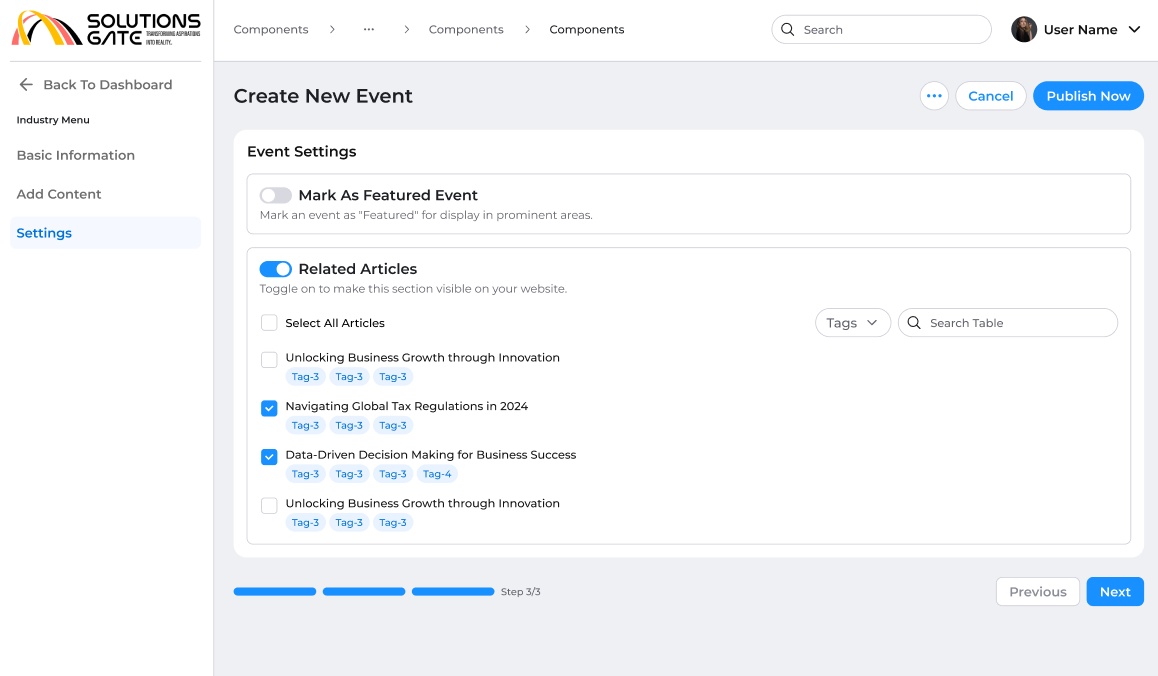 SOLUTIONS
GATE TRANSFORMING ASPIRATIONS
INTO REALITY.
Components > ··· > Components > Components
Search
User Name
Back To Dashboard
Industry Menu
Basic Information
Add Content
Settings
Create New Event
··· Cancel Publish Now
Event Settings
Mark As Featured Event
Mark an event as "Featured" for display in prominent areas.
Related Articles
Toggle on to make this section visible on your website.
Select All Articles
Tags
Search Table
Unlocking Business Growth through Innovation
Tag-3 Tag-3 Tag-3
Navigating Global Tax Regulations in 2024
Tag-3 Tag-3 Tag-3
Data-Driven Decision Making for Business Success
Tag-3 Tag-3 Tag-3 Tag-4
Unlocking Business Growth through Innovation
Tag-3 Tag-3 Tag-3
Step 3/3
Previous Next